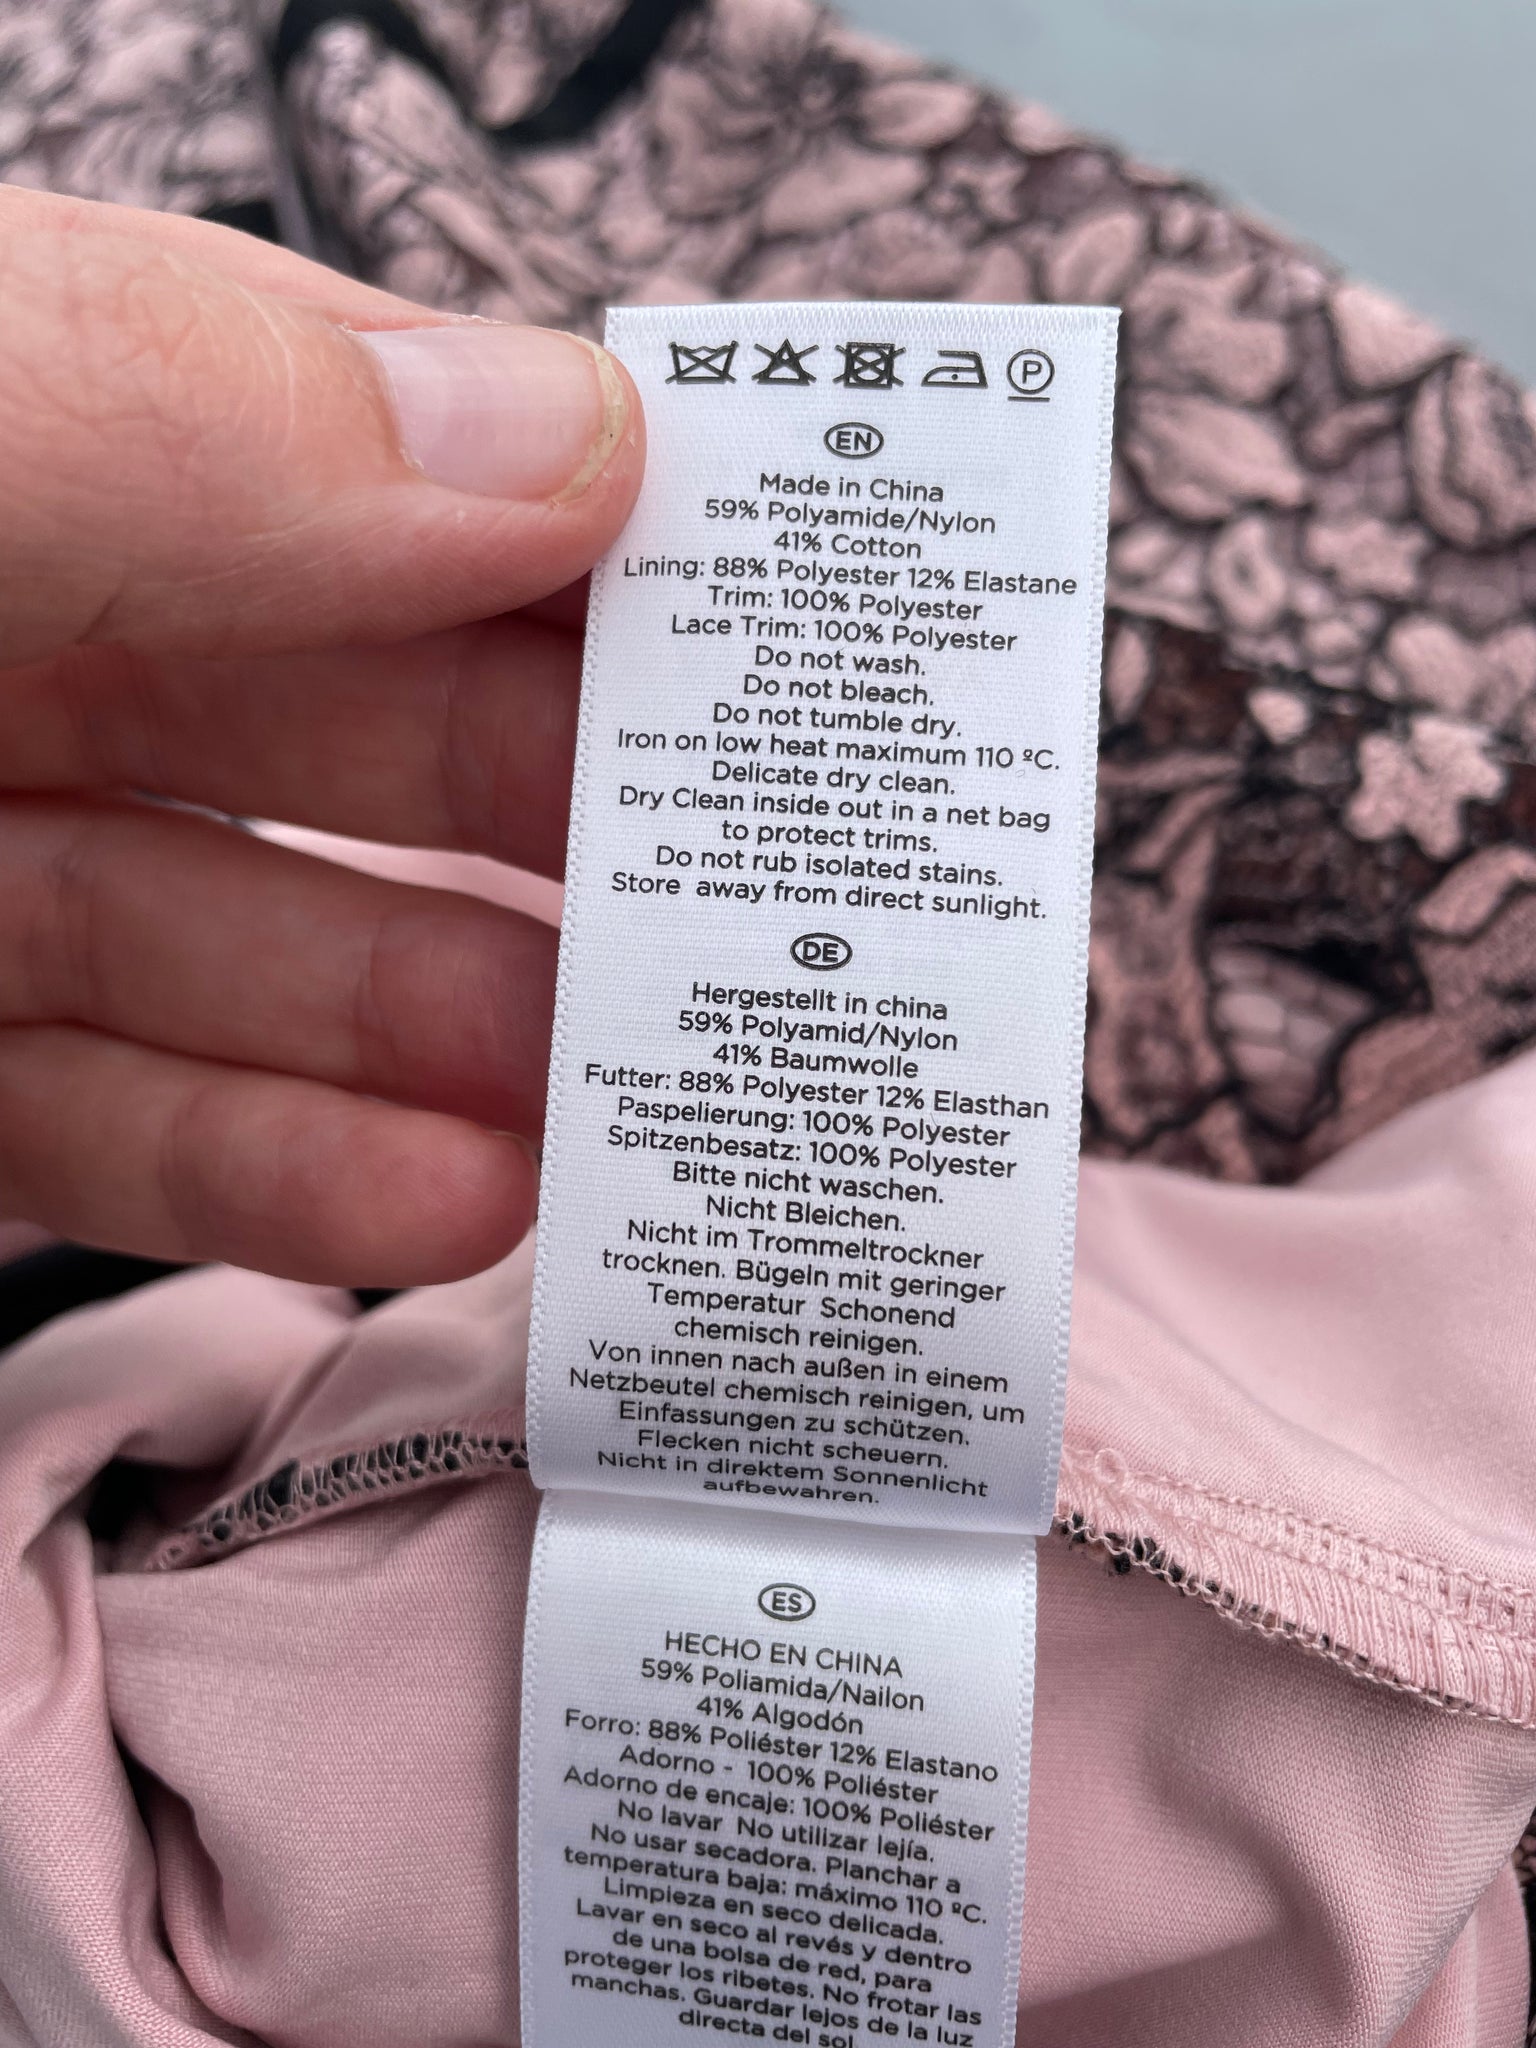 P
EN
Made in China
59% Polyamide/Nylon
41% Cotton
Lining: 88% Polyester 12% Elastane
Trim: 100% Polyester
Lace Trim: 100% Polyester
Do not wash.
Do not bleach.
Do not tumble dry.
Iron on low heat maximum 110 ºC.
Delicate dry clean.
Dry Clean inside out in a net bag
to protect trims.
Do not rub isolated stains.
Store away from direct sunlight.
DE
Hergestellt in china
59% Polyamid/Nylon
41% Baumwolle
Futter: 88% Polyester 12% Elasthan
Paspelierung: 100% Polyester
Spitzenbesatz: 100% Polyester
Bitte nicht waschen.
Nicht Bleichen.
Nicht im Trommeltrockner
trocknen. Bügeln mit geringer
Temperatur Schonend
chemisch reinigen.
Von innen nach außen in einem
Netzbeutel chemisch reinigen, um
Einfassungen zu schützen.
Flecken nicht scheuern.
Nicht in direktem Sonnenlicht
aufbewahren.
ES
HECHO EN CHINA
59% Poliamida/Nailon
41% Algodón
Forro: 88% Poliéster 12% Elastano
Adorno - 100% Poliéster
Adorno de encaje: 100% Poliéster
No lavar No utilizar lejía.
No usar secadora. Planchar a
temperatura baja: máximo 110 ºC.
Limpieza en seco delicada.
Lavar en seco al revés y dentro
de una bolsa de red, para
proteger los ribetes. No frotar las
manchas. Guardar lejos de la luz
directa del sol.